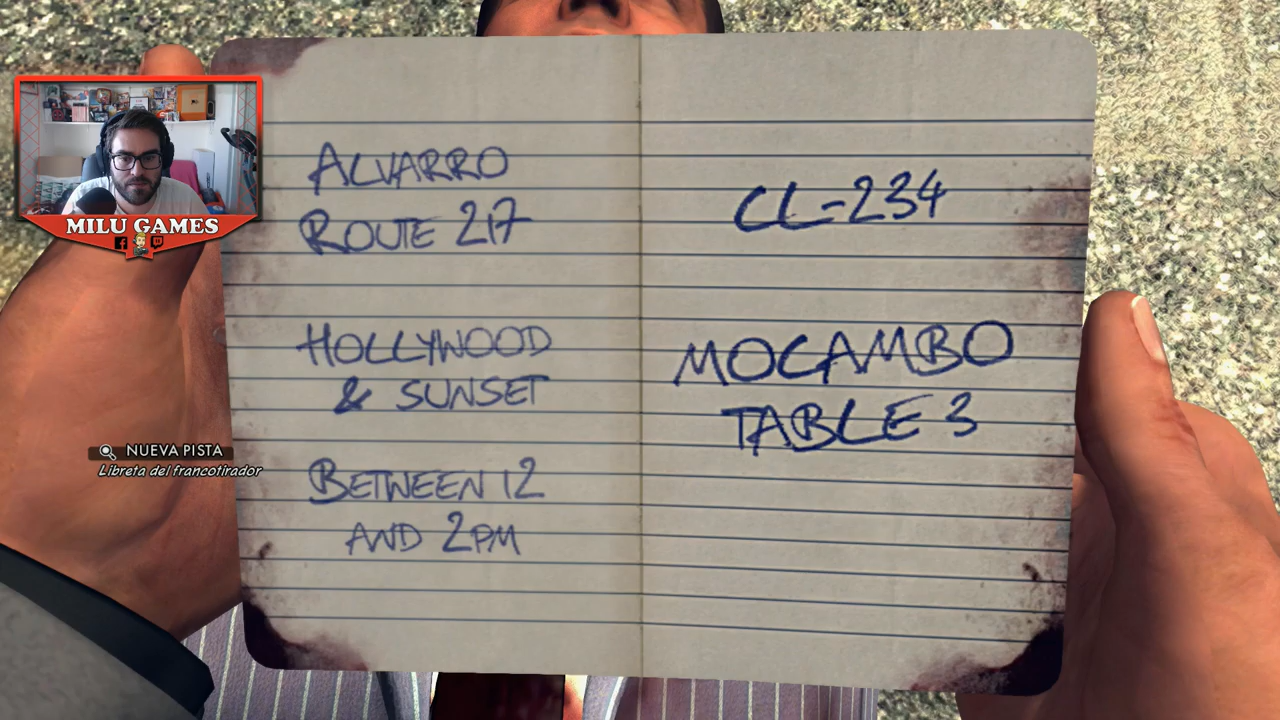 ALVARRO
ROUTE 217
HOLLYWOOD
& SUNSET
BETWEEN 12
AND 2PM
CL-234
MOCAMBO
TABLE 3
MILU GAMES
NUEVA PISTA
Libreta del francotirador